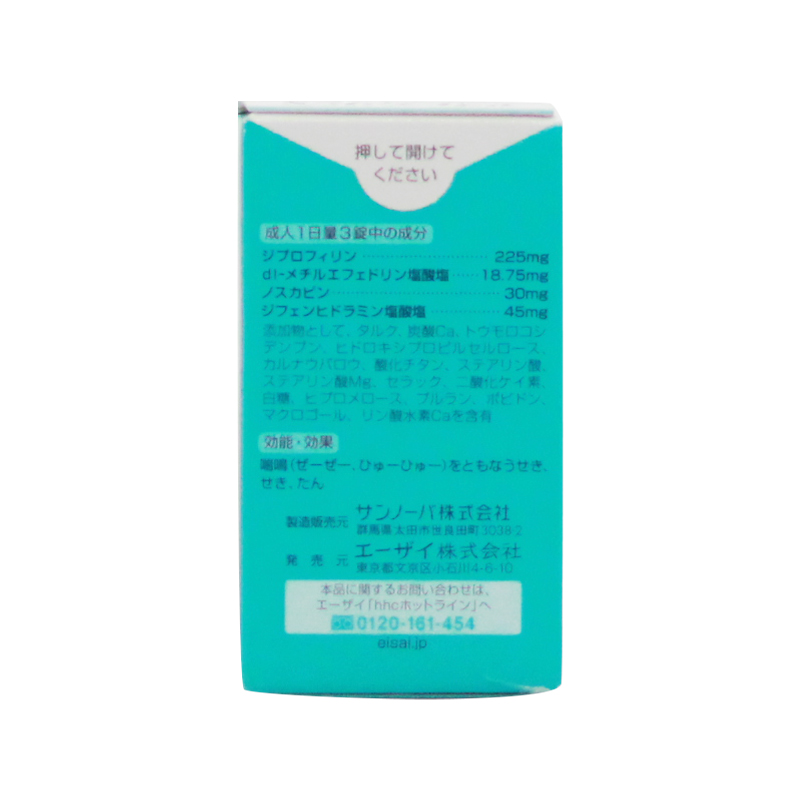 押して開けて
ください
成人1日量3錠中の成分
ジプロフィリン……………………225mg
dl-メチルエフェドリン塩酸塩……18.75mg
ノスカピン…………………………30mg
ジフェンヒドラミン塩酸塩…………45mg
添加物として、タルク、炭酸Ca、トウモロコシ
デンプン、ヒドロキシプロピルセルロース、
カルナウバロウ、酸化チタン、ステアリン酸、
ステアリン酸Mg、セラック、二酸化ケイ素、
白糖、ヒプロメロース、プルラン、ポビドン、
マクロゴール、リン酸水素Caを含有
効能・効果
喘鳴(ぜーぜー、ひゅーひゅー)をともなうせき、
せき、たん
製造販売元 サンノーバ株式会社
群馬県太田市世良田町3038-2
発売元 エーザイ株式会社
東京都文京区小石川4-6-10
本品に関するお問い合わせは、
エーザイ「hhcホットライン」へ
0120-161-454
eisai.jp